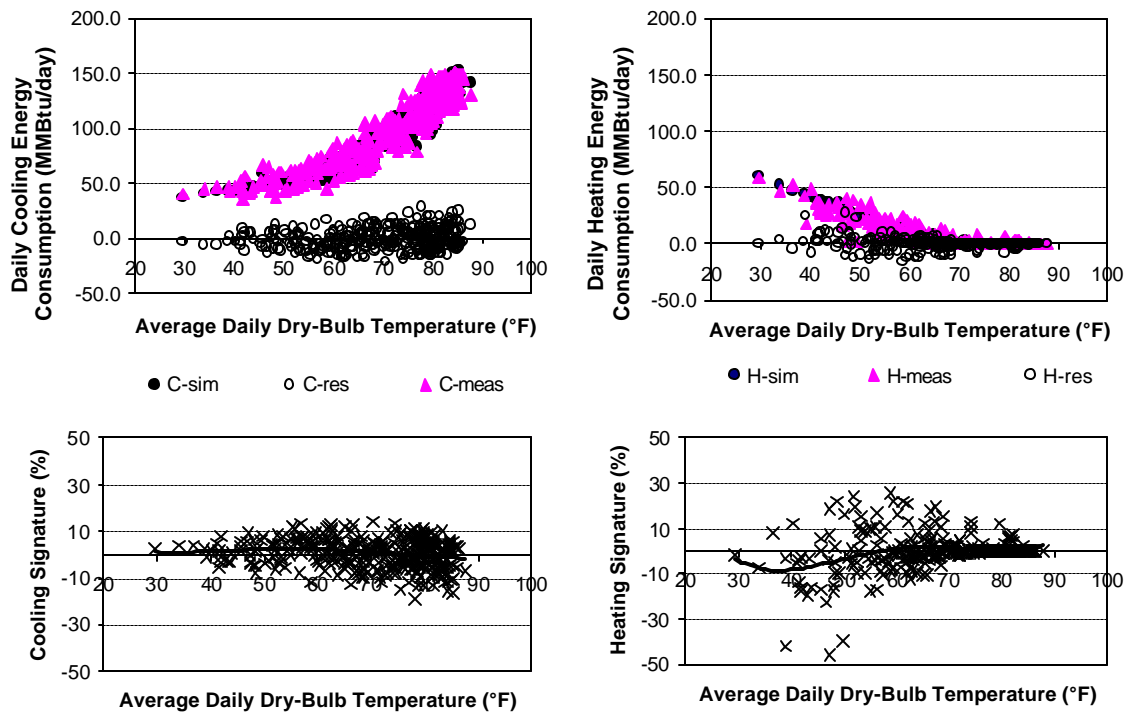 Daily Cooling Energy
Consumption (MMBtu/day)
200.0
150.0
100.0
50.0
0.0
-50.0
20 30 40 50 60 70 80 90 100
Average Daily Dry-Bulb Temperature (°F)
C-sim C-res C-meas
Daily Heating Energy
Consumption (MMBtu/day)
200.0
150.0
100.0
50.0
0.0
-50.0
20 30 40 50 60 70 80 90 100
Average Daily Dry-Bulb Temperature (°F)
H-sim H-meas H-res
Cooling Signature (%)
50
30
10
-10
-30
-50
20 30 40 50 60 70 80 90 100
Average Daily Dry-Bulb Temperature (°F)
Heating Signature (%)
50
30
10
-10
-30
-50
20 30 40 50 60 70 80 90 100
Average Daily Dry-Bulb Temperature (°F)